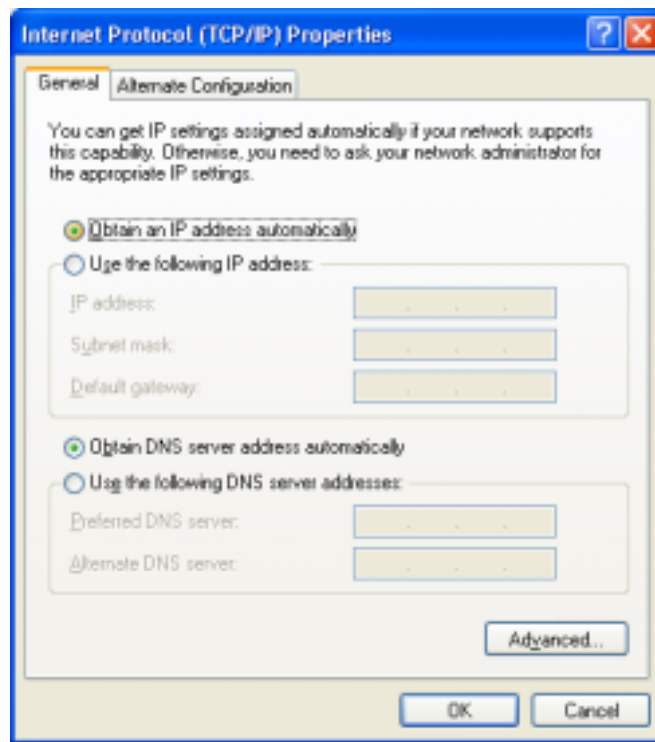 Internet Protocol (TCP/IP) Properties
General
Alternate Configuration
You can get IP settings assigned automatically if your network supports
this capability. Otherwise, you need to ask your network administrator for
the appropriate IP settings.
Obtain an IP address automatically
Use the following IP address:
IP address:
Subnet mask:
Default gateway:
Obtain DNS server address automatically
Use the following DNS server addresses:
Preferred DNS server:
Alternate DNS server:
Advanced...
OK
Cancel